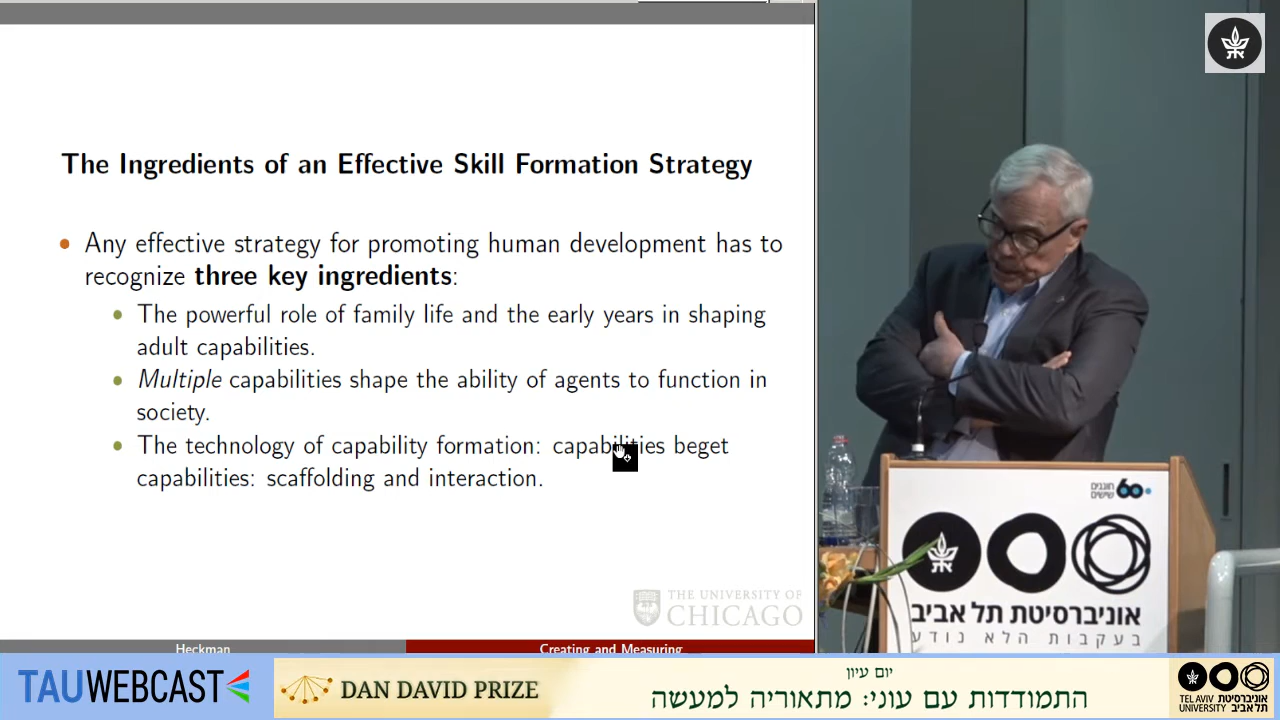 The Ingredients of an Effective Skill Formation Strategy
Any effective strategy for promoting human development has to
recognize three key ingredients:
The powerful role of family life and the early years in shaping
adult capabilities.
Multiple capabilities shape the ability of agents to function in
society.
The technology of capability formation: capabilities beget
capabilities: scaffolding and interaction.
THE UNIVERSITY OF
CHICAGO
Heckman
Creating and Measuring
חוגגים
שישים
60
אוניברסיטת תל אביב
בעקבות הלא נודע
TAUWEBCAST
DAN DAVID PRIZE
יום עיון
התמודדות עם עוני: מתאוריה למעשה
TEL AVIV אוניברסיטת
UNIVERSITY תל אביב